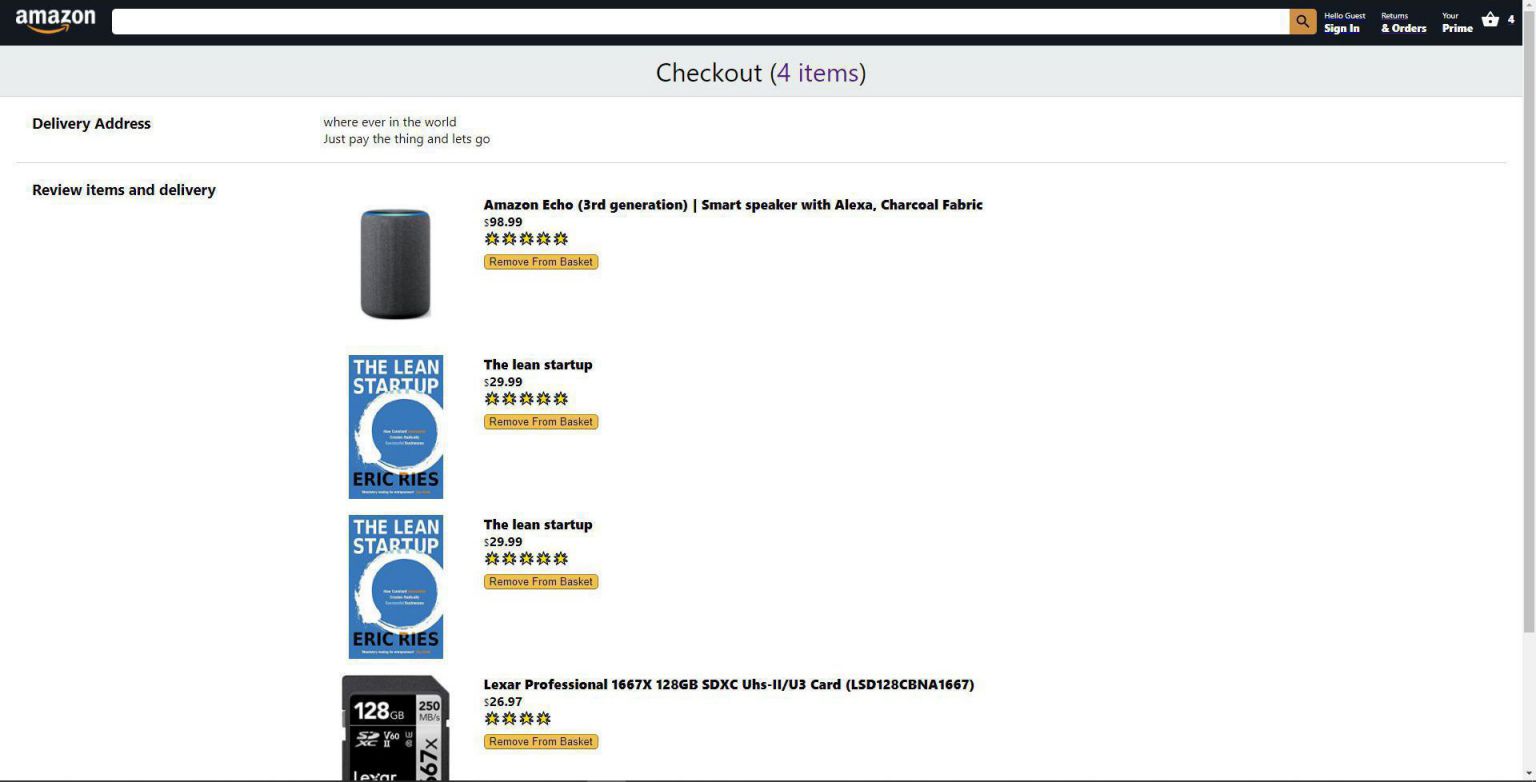 amazon
Hello Guest
Sign In
Returns
& Orders
Your
Prime
4
Checkout (4 items)
Delivery Address
where ever in the world
Just pay the thing and lets go
Review items and delivery
Amazon Echo (3rd generation) | Smart speaker with Alexa, Charcoal Fabric
$98.99
Remove From Basket
THE LEAN
STARTUP
ERIC RIES
The lean startup
$29.99
Remove From Basket
THE LEAN
STARTUP
ERIC RIES
The lean startup
$29.99
Remove From Basket
128GB
250
MB/s
SD
XC
V60
II
Lexar
Lexar Professional 1667X 128GB SDXC Uhs-II/U3 Card (LSD128CBNA1667)
$26.97
Remove From Basket